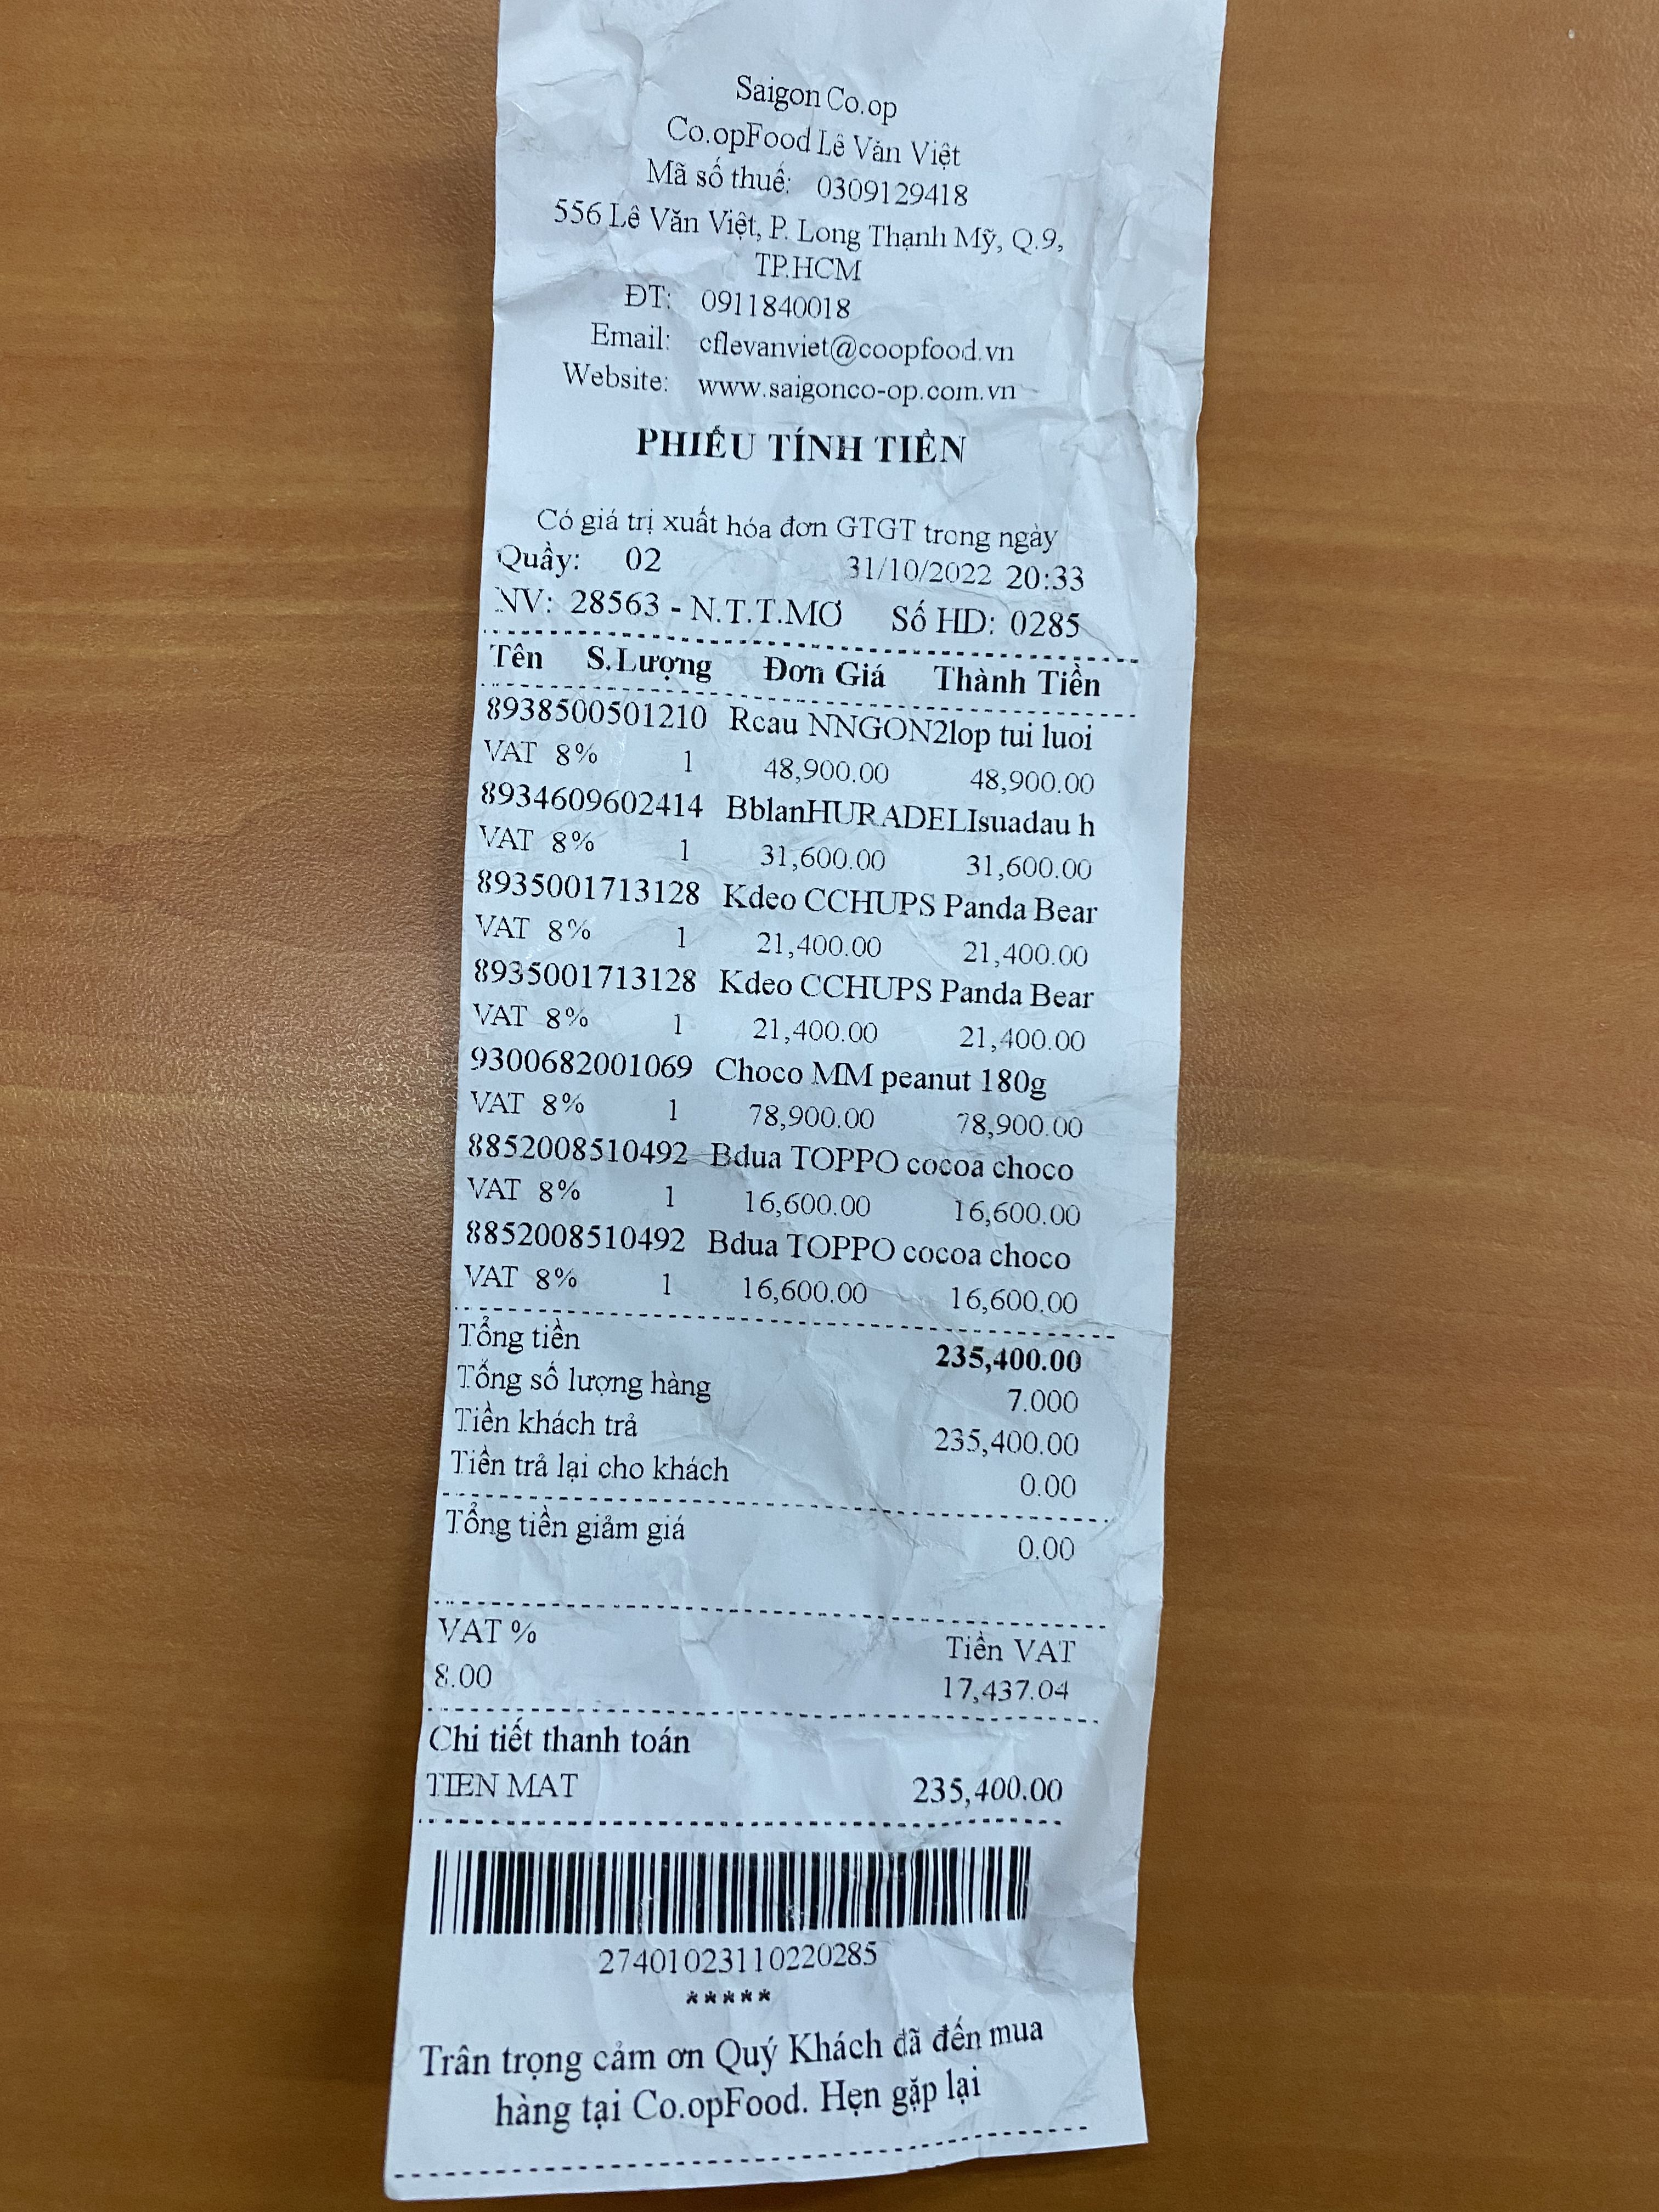 Saigon Co.op
Co.opFood Lê Văn Việt
Mã số thuế: 0309129418
556 Lê Văn Việt, P. Long Thạnh Mỹ, Q.9,
TP.HCM
ĐT: 0911840018
Email: cflevanviet@coopfood.vn
Website: www.saigonco-op.com.vn
PHIẾU TÍNH TIỀN
Có giá trị xuất hóa đơn GTGT trong ngày
Quầy: 02 31/10/2022 20:33
NV: 28563 - N.T.T.MƠ Số HD: 0285
Tên S.Lượng Đơn Giá Thành Tiền
8938500501210 Rcau NNGON2lop tui luoi
VAT 8% 1 48,900.00 48,900.00
8934609602414 BblanHURADELIsuadau h
VAT 8% 1 31,600.00 31,600.00
8935001713128 Kdeo CCHUPS Panda Bear
VAT 8% 1 21,400.00 21,400.00
8935001713128 Kdeo CCHUPS Panda Bear
VAT 8% 1 21,400.00 21,400.00
9300682001069 Choco MM peanut 180g
VAT 8% 1 78,900.00 78,900.00
8852008510492 Bdua TOPPO cocoa choco
VAT 8% 1 16,600.00 16,600.00
8852008510492 Bdua TOPPO cocoa choco
VAT 8% 1 16,600.00 16,600.00
Tổng tiền 235,400.00
Tổng số lượng hàng 7.000
Tiền khách trả 235,400.00
Tiền trả lại cho khách 0.00
Tổng tiền giảm giá 0.00
VAT % Tiền VAT
8.00 17,437.04
Chi tiết thanh toán
TIEN MAT 235,400.00
27401023110220285
*****
Trân trọng cảm ơn Quý Khách đã đến mua
hàng tại Co.opFood. Hẹn gặp lại